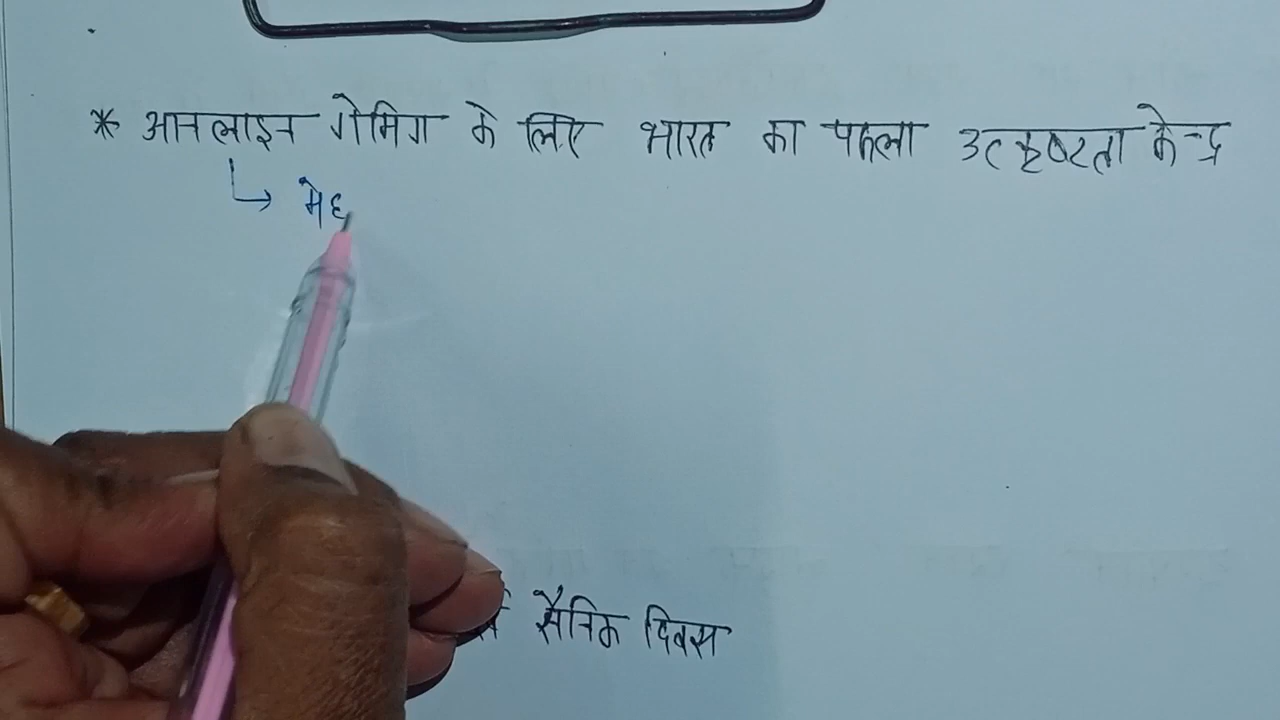 * आनलाइन गेमिग के लिए भारत का पहला उत्कृष्टता केन्द्र
↳ मेघ
सैनिक दिवस